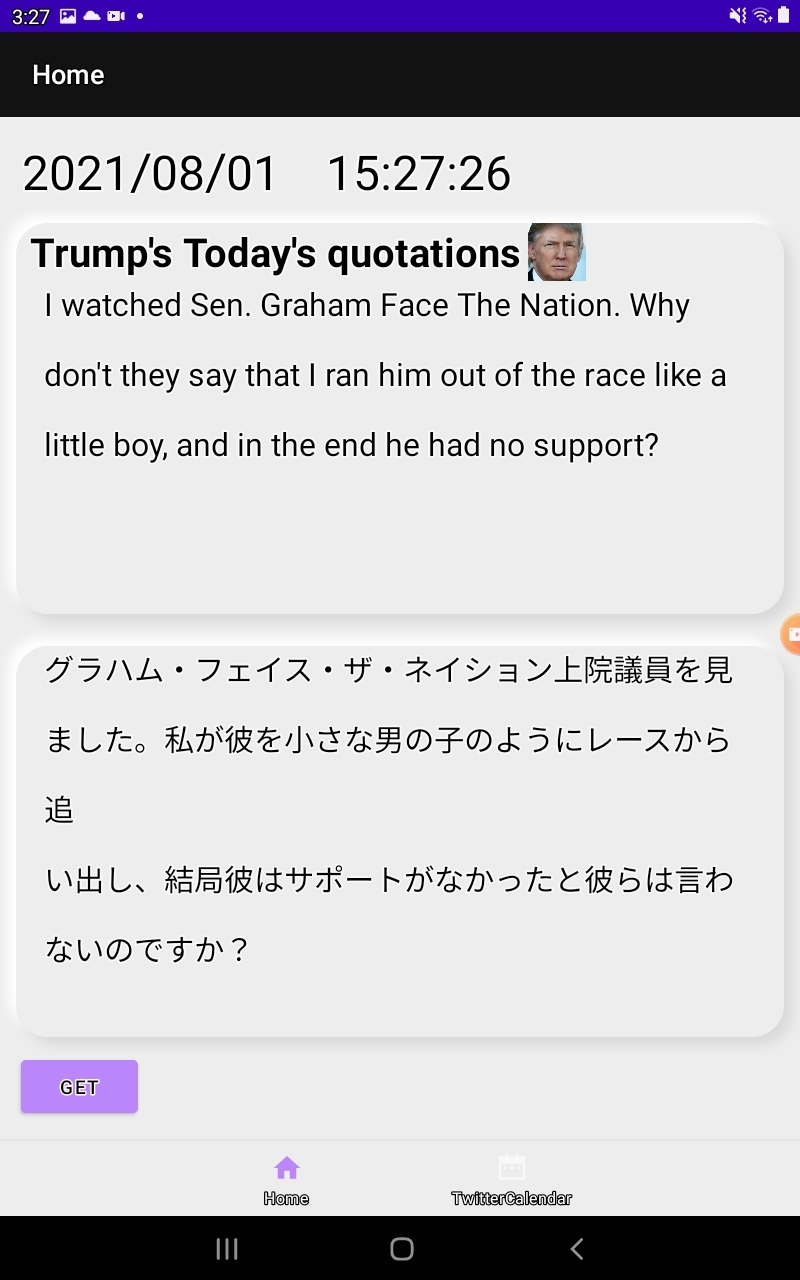 3:27
Home
2021/08/01 15:27:26
Trump's Today's quotations
I watched Sen. Graham Face The Nation. Why
don't they say that I ran him out of the race like a
little boy, and in the end he had no support?
グラハム・フェイス・ザ・ネイション上院議員を見
ました。私が彼を小さな男の子のようにレースから
追
い出し、結局彼はサポートがなかったと彼らは言わ
ないのですか？
GET
Home TwitterCalendar